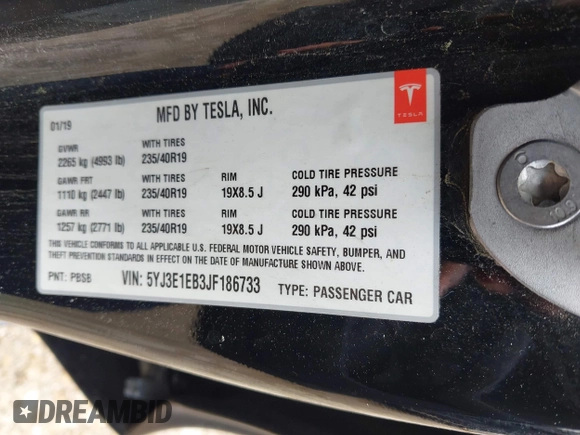 01/19
MFD BY TESLA, INC.
TESLA
GVWR WITH TIRES
2265 kg (4993 lb) 235/40R19
GAWR FRT WITH TIRES RIM COLD TIRE PRESSURE
1110 kg (2447 lb) 235/40R19 19X8.5 J 290 kPa, 42 psi
GAWR RR WITH TIRES RIM COLD TIRE PRESSURE
1257 kg (2771 lb) 235/40R19 19X8.5 J 290 kPa, 42 psi
THIS VEHICLE CONFORMS TO ALL APPLICABLE U.S. FEDERAL MOTOR VEHICLE SAFETY, BUMPER, AND
THEFT PREVENTION STANDARDS IN EFFECT ON THE DATE OF MANUFACTURE SHOWN ABOVE.
PNT: PBSB VIN: 5YJ3E1EB3JF186733 TYPE: PASSENGER CAR
DREAMBID